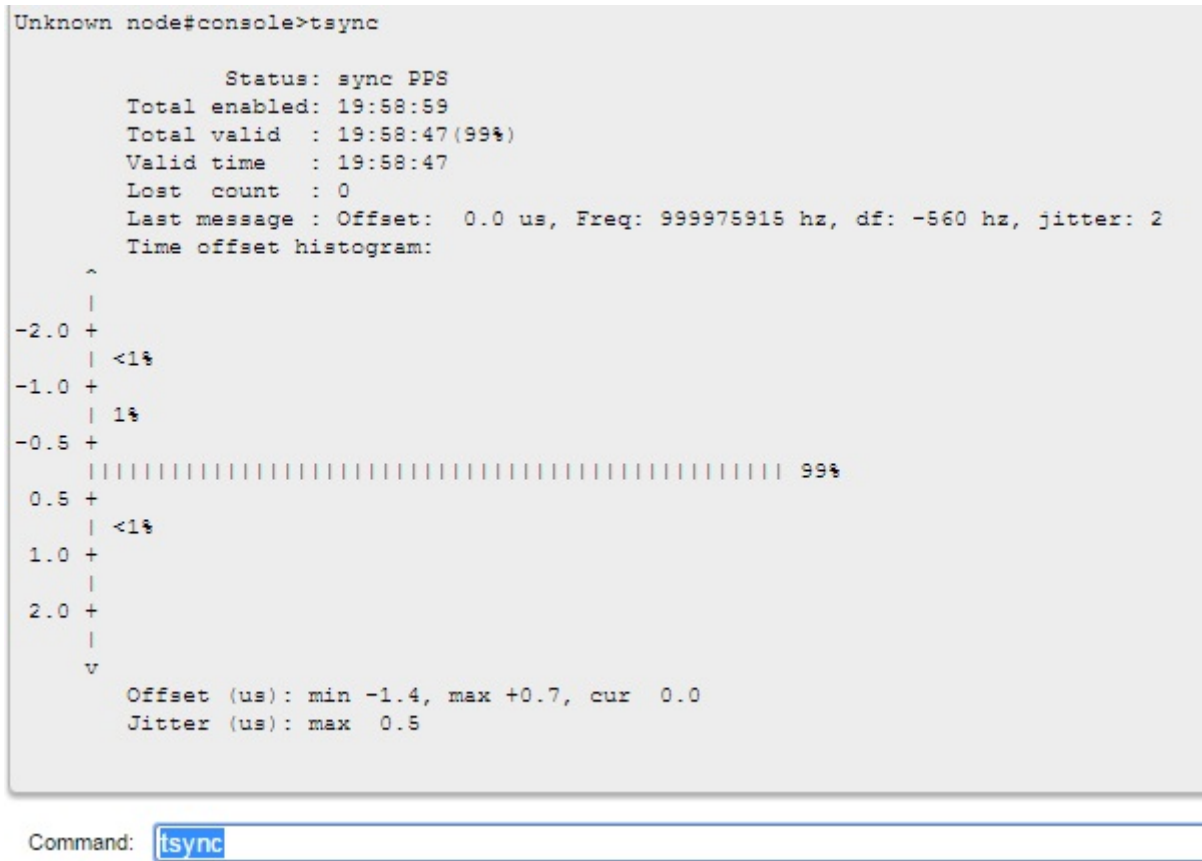 Unknown node#console>tsync
Status: sync PPS
Total enabled: 19:58:59
Total valid  : 19:58:47(99%)
Valid time   : 19:58:47
Lost  count  : 0
Last message : Offset:  0.0 us, Freq: 999975915 hz, df: -560 hz, jitter: 2
Time offset histogram:
^
|
-2.0 +
| <1%
-1.0 +
| 1%
-0.5 +
|||||||||||||||||||||||||||||||||||||||||||||||||| 99%
0.5 +
| <1%
1.0 +
|
2.0 +
|
v
Offset (us): min -1.4, max +0.7, cur  0.0
Jitter (us): max  0.5
Command: tsync